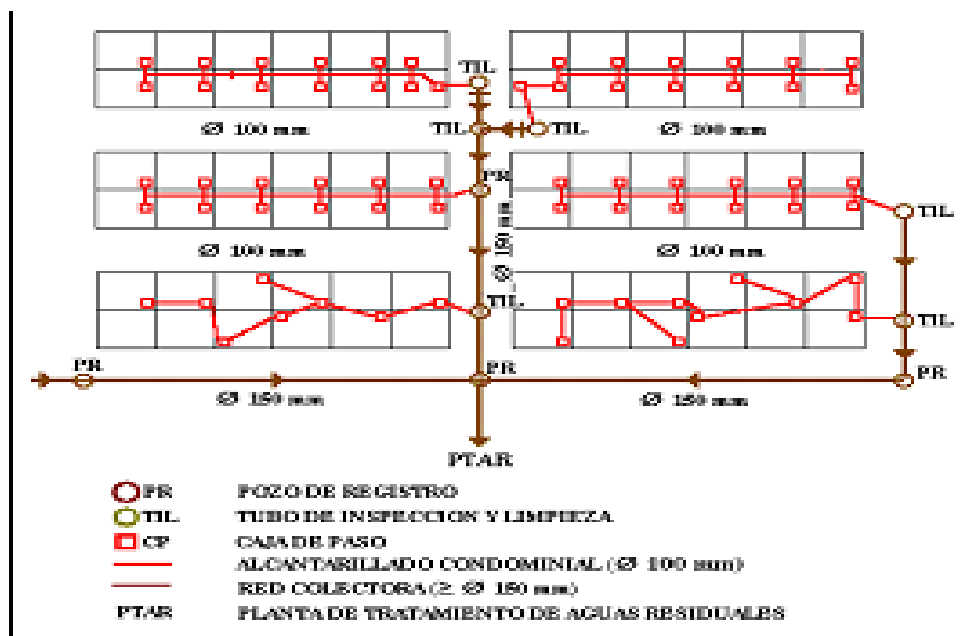 TIL
Ø 100 mm TIL TIL Ø 100 mm
PR
TIL
Ø 150 mm
Ø 100 mm Ø 100 mm
TIL
TIL
PR PR PR
Ø 150 mm Ø 150 mm
PTAR
PR POZO DE REGISTRO
TIL TUBO DE INSPECCION Y LIMPIEZA
CP CAJA DE PASO
ALCANTARILLADO CONDOMINIAL (Ø 100 mm)
RED COLECTORA (≥ Ø 150 mm)
PTAR PLANTA DE TRATAMIENTO DE AGUAS RESIDUALES